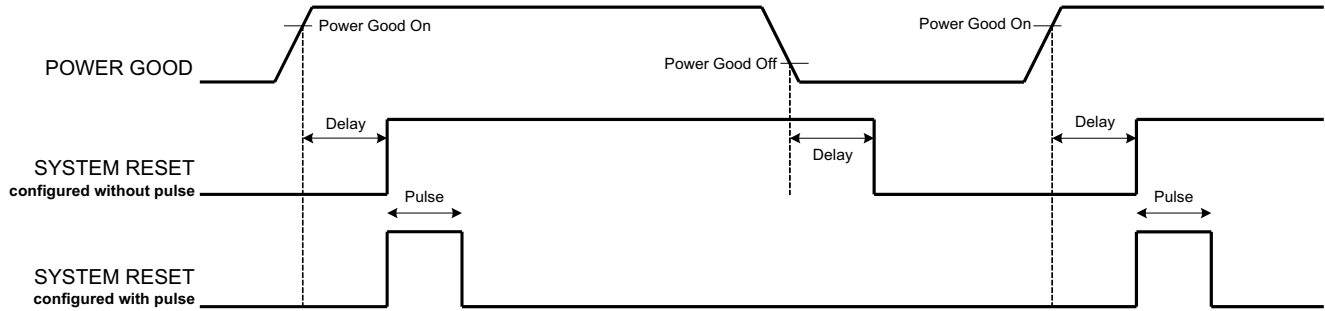 Power Good On
Power Good On
POWER GOOD
Power Good Off
Delay
Delay
Delay
SYSTEM RESET
configured without pulse
Pulse
Pulse
SYSTEM RESET
configured with pulse